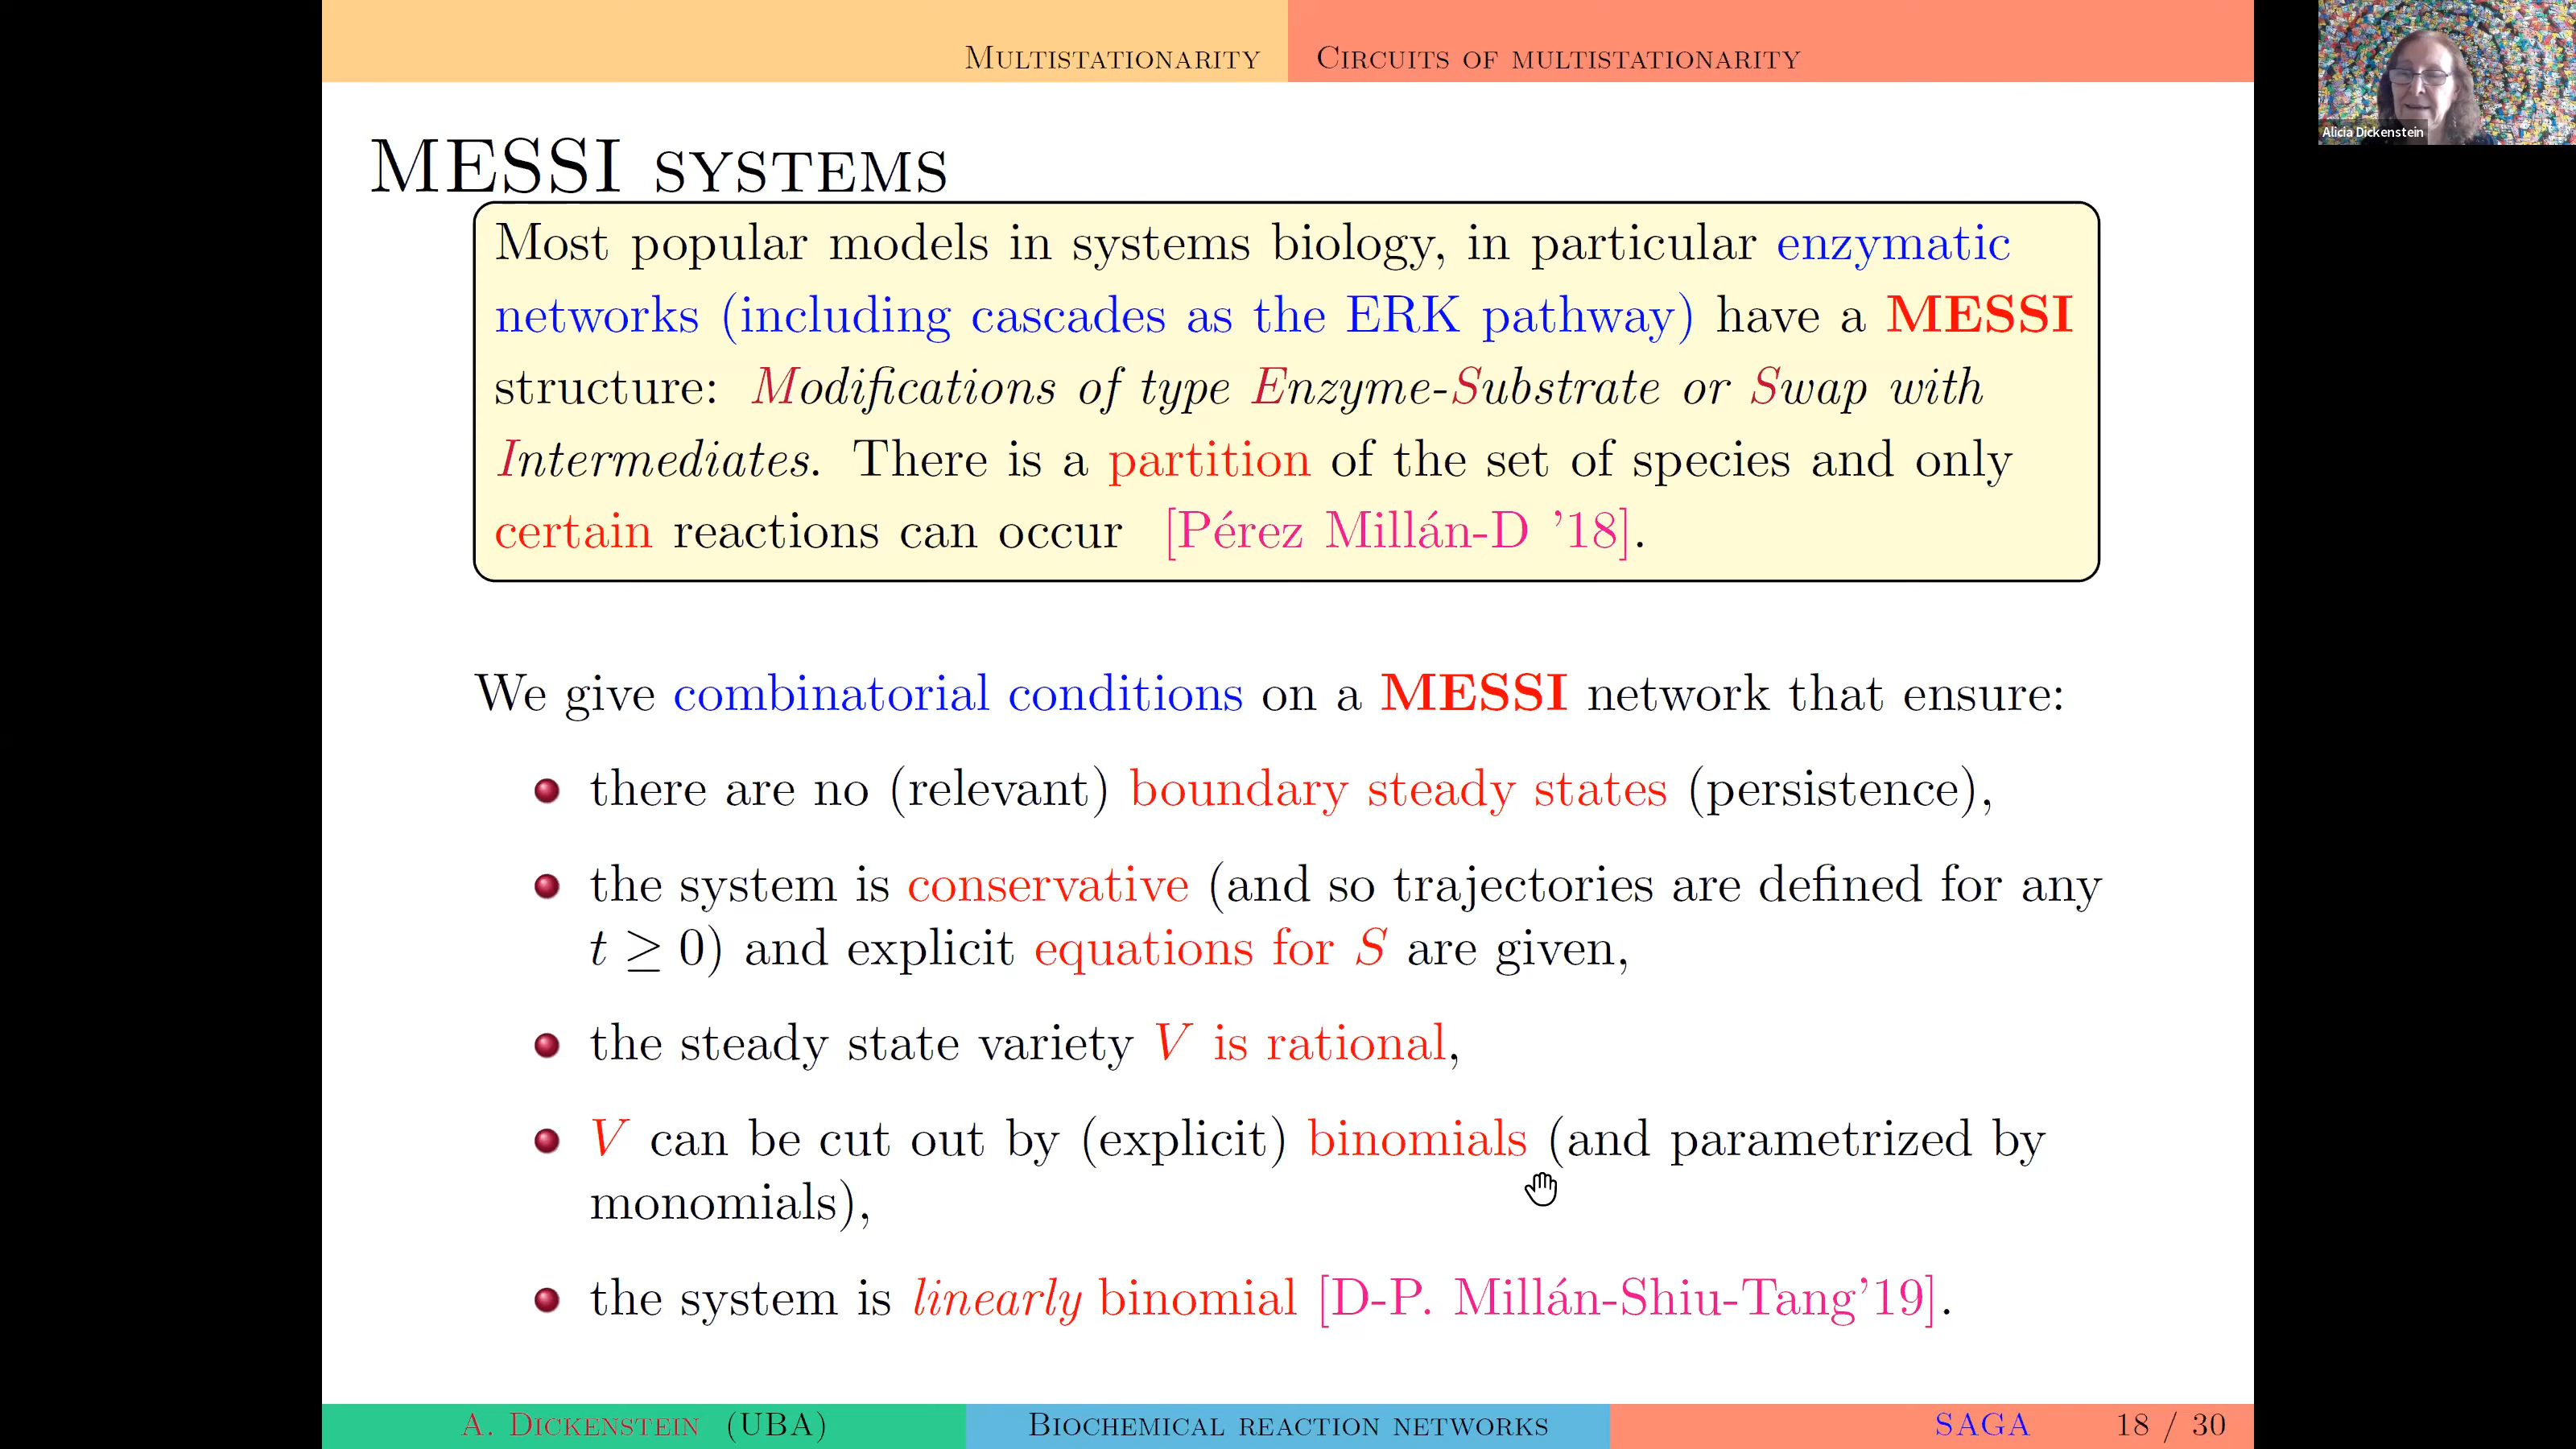 Multistationarity Circuits of multistationarity
Alicia Dickenstein
MESSI systems
Most popular models in systems biology, in particular enzymatic
networks (including cascades as the ERK pathway) have a MESSI
structure: Modifications of type Enzyme-Substrate or Swap with
Intermediates. There is a partition of the set of species and only
certain reactions can occur [Pérez Millán-D '18].
We give combinatorial conditions on a MESSI network that ensure:
there are no (relevant) boundary steady states (persistence),
the system is conservative (and so trajectories are defined for any
t ≥ 0) and explicit equations for S are given,
the steady state variety V is rational,
V can be cut out by (explicit) binomials (and parametrized by
monomials),
the system is linearly binomial [D-P. Millán-Shiu-Tang'19].
A. Dickenstein (UBA) Biochemical reaction networks SAGA 18 / 30